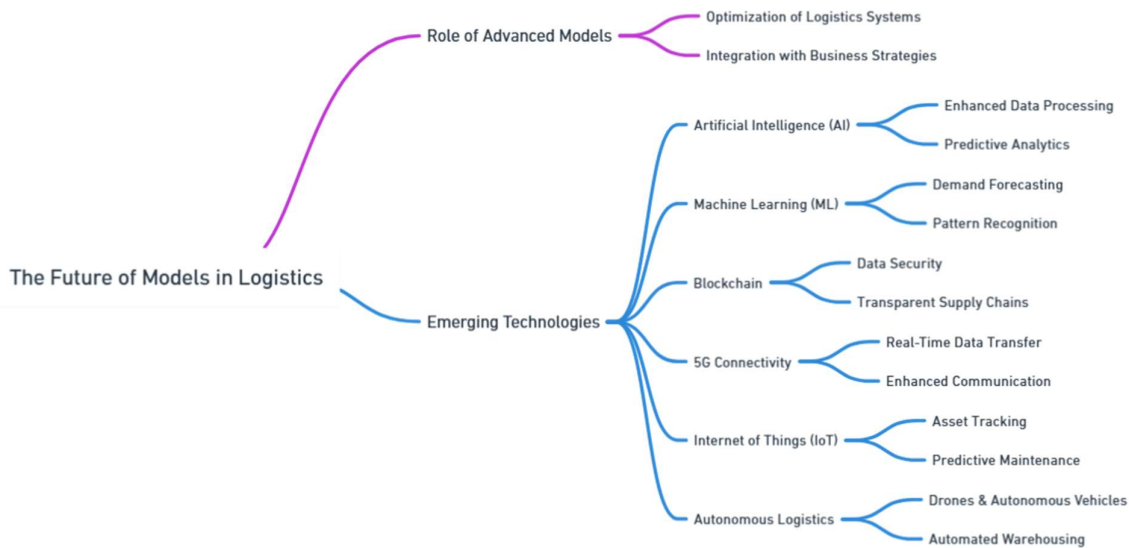 The Future of Models in Logistics
Role of Advanced Models
Optimization of Logistics Systems
Integration with Business Strategies
Emerging Technologies
Artificial Intelligence (AI)
Enhanced Data Processing
Predictive Analytics
Machine Learning (ML)
Demand Forecasting
Pattern Recognition
Blockchain
Data Security
Transparent Supply Chains
5G Connectivity
Real-Time Data Transfer
Enhanced Communication
Internet of Things (IoT)
Asset Tracking
Predictive Maintenance
Autonomous Logistics
Drones & Autonomous Vehicles
Automated Warehousing